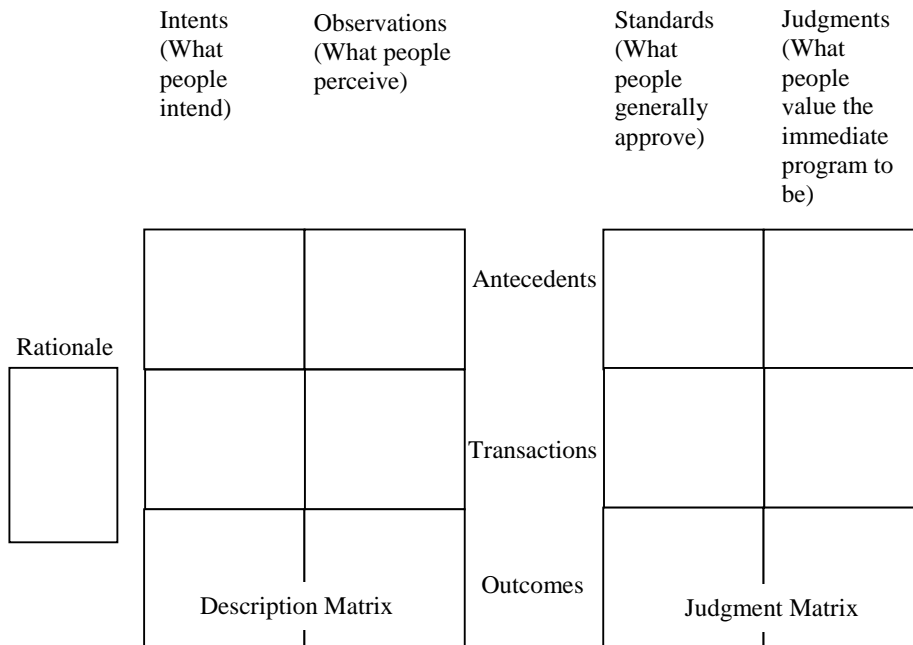 Intents
(What
people
intend)
Observations
(What people
perceive)
Standards
(What
people
generally
approve)
Judgments
(What
people
value the
immediate
program to
be)
Antecedents
Rationale
Transactions
Outcomes
Description Matrix
Judgment Matrix